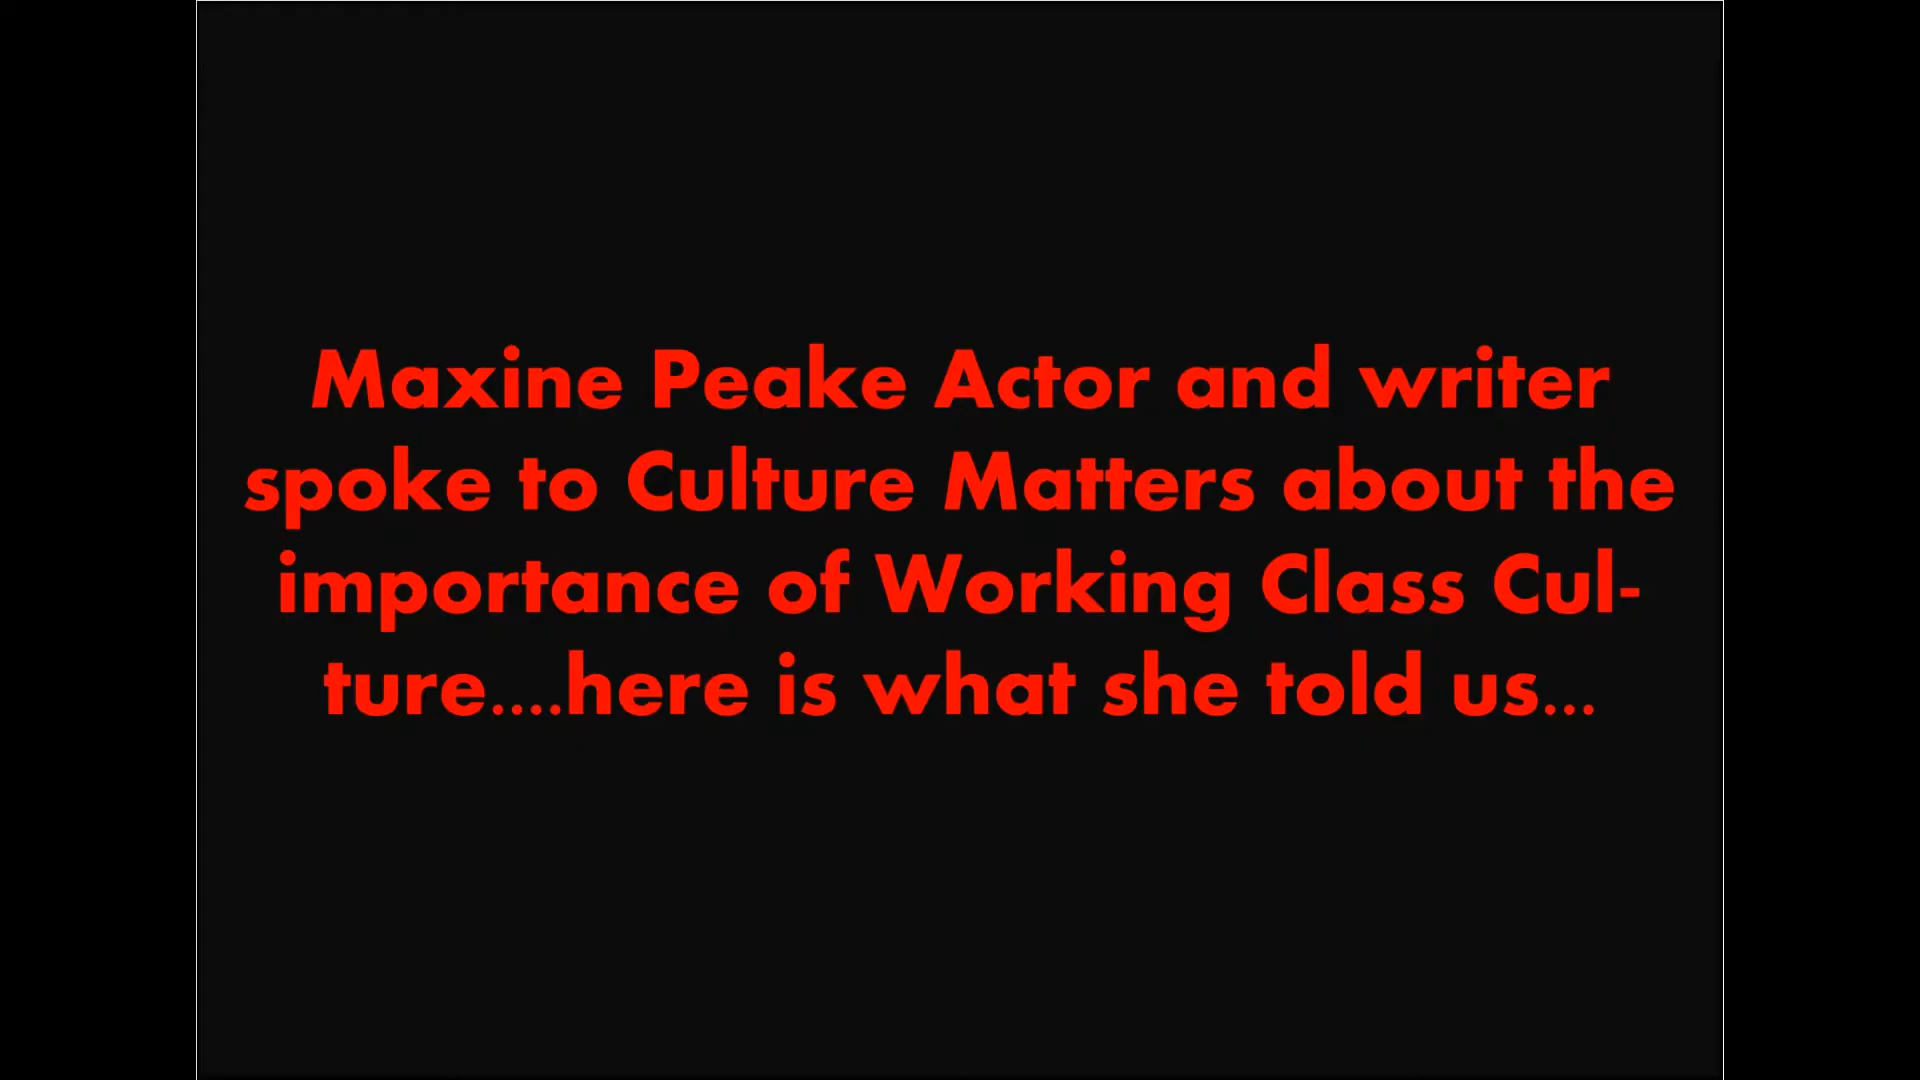 Maxine Peake Actor and writer
spoke to Culture Matters about the
importance of Working Class Cul-
ture....here is what she told us...